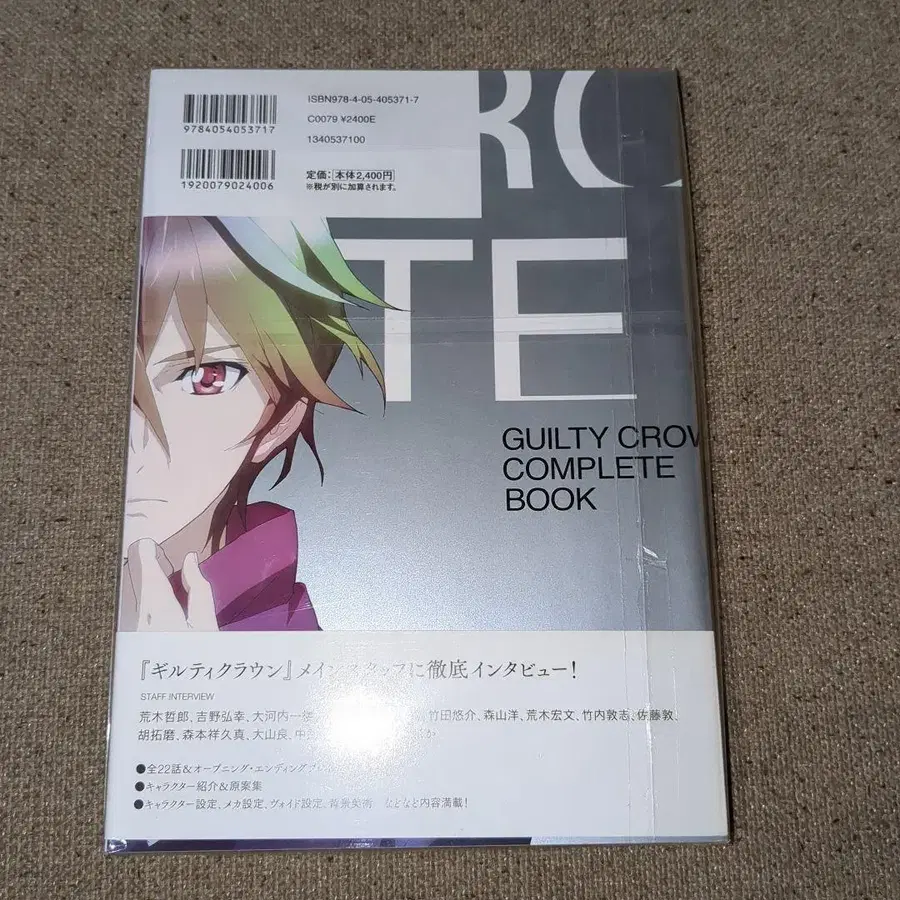 9784054053717
1920079024006
ISBN978-4-05-405371-7
C0079 ¥2400E
1340537100
定価：本体2,400円
※税が別に加算されます。
TE
GUILTY CROW
COMPLETE
BOOK
『ギルティクラウン』メインスタッフに徹底インタビュー！
STAFF INTERVIEW
荒木哲郎、吉野弘幸、大河内一楼 竹田悠介、森山洋、荒木宏文、竹内敦志、佐藤敦、
胡拓磨、森本祥久真、大山良、
●全22話＆オープニング・エンディング
●キャラクター紹介＆原案集
●キャラクター設定、メカ設定、ヴォイド設定、背景美術 などなど内容満載！